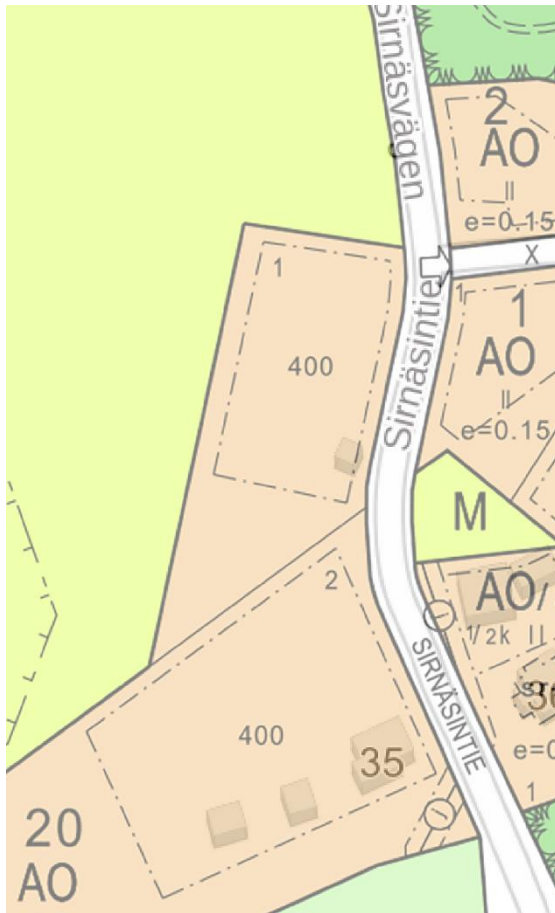 Sirnäsvägen
2
AO
II
e=0.15
X
1
400
Sirnäsintie
1
1
AO
II
e=0.15
M
2
AO/
1/2k II
SIRNÄSINTIE
400
35
1
20
AO